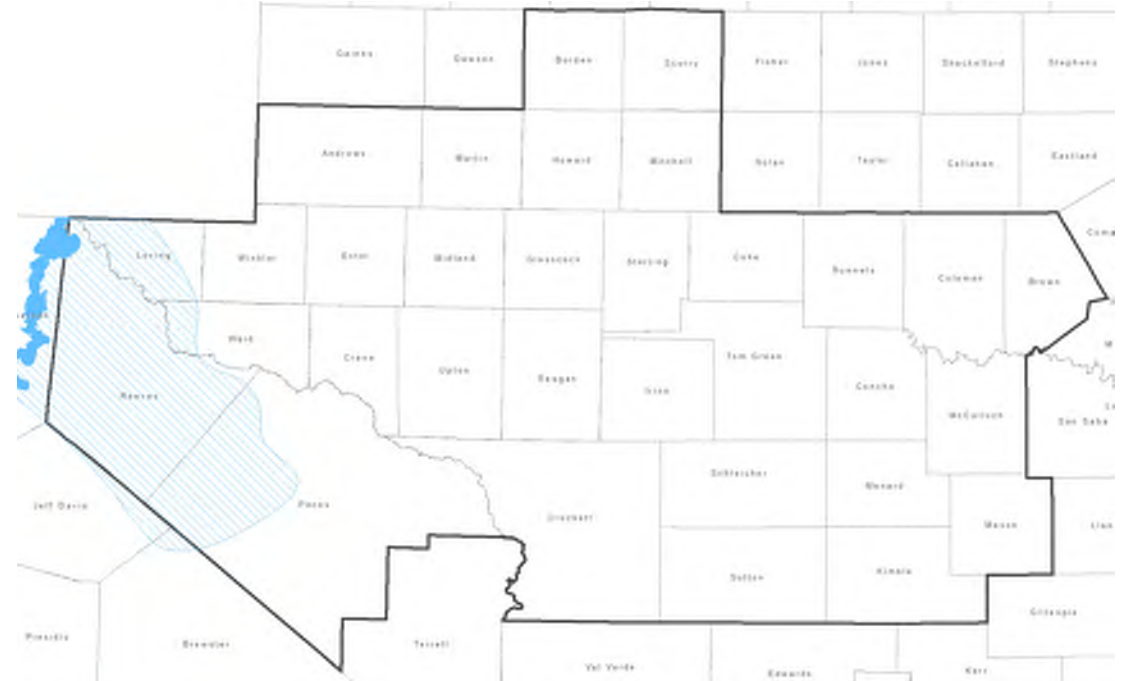 Gaines
Dawson
Borden
Scurry
Fisher
Jones
Shackelford
Stephens
Andrews
Martin
Howard
Mitchell
Nolan
Taylor
Callahan
Eastland
Loving
Winkler
Ector
Midland
Glasscock
Sterling
Coke
Runnels
Coleman
Brown
Coma
Ward
Crane
Upton
Reagan
Irion
Tom Green
Concho
McCulloch
San Saba
Reeves
Jeff Davis
Pecos
Crockett
Schleicher
Menard
Mason
Llan
Sutton
Kimble
Gillespie
Presidio
Brewster
Terrell
Val Verde
Edwards
Kerr